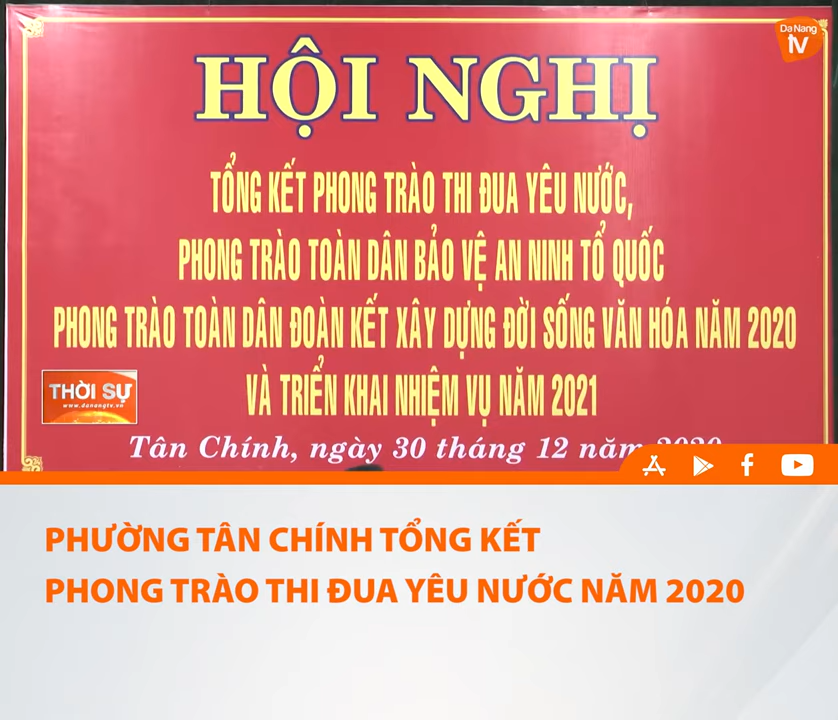 Da Nang
tv
HỘI NGHỊ
TỔNG KẾT PHONG TRÀO THI ĐUA YÊU NƯỚC,
PHONG TRÀO TOÀN DÂN BẢO VỆ AN NINH TỔ QUỐC
PHONG TRÀO TOÀN DÂN ĐOÀN KẾT XÂY DỰNG ĐỜI SỐNG VĂN HÓA NĂM 2020
VÀ TRIỂN KHAI NHIỆM VỤ NĂM 2021
THỜI SỰ
www.danangtv.vn
Tân Chính, ngày 30 tháng 12 năm 2020
PHƯỜNG TÂN CHÍNH TỔNG KẾT
PHONG TRÀO THI ĐUA YÊU NƯỚC NĂM 2020